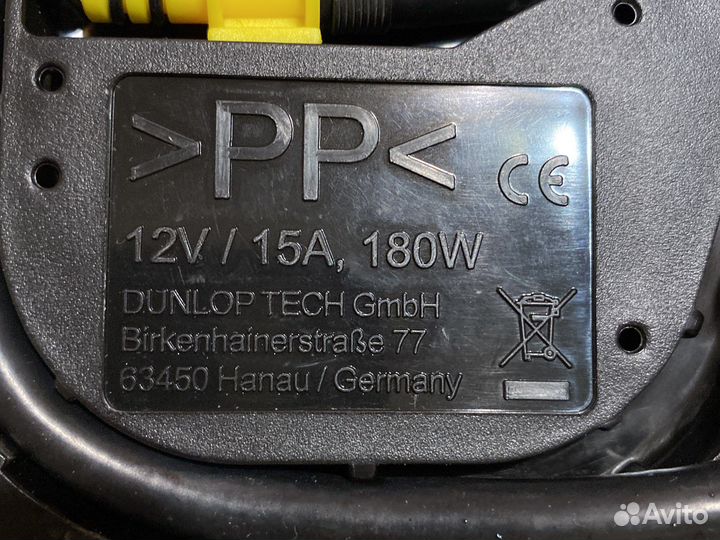 >PP<
CE
12V / 15A, 180W
DUNLOP TECH GmbH
Birkenhainerstraße 77
63450 Hanau / Germany
Avito